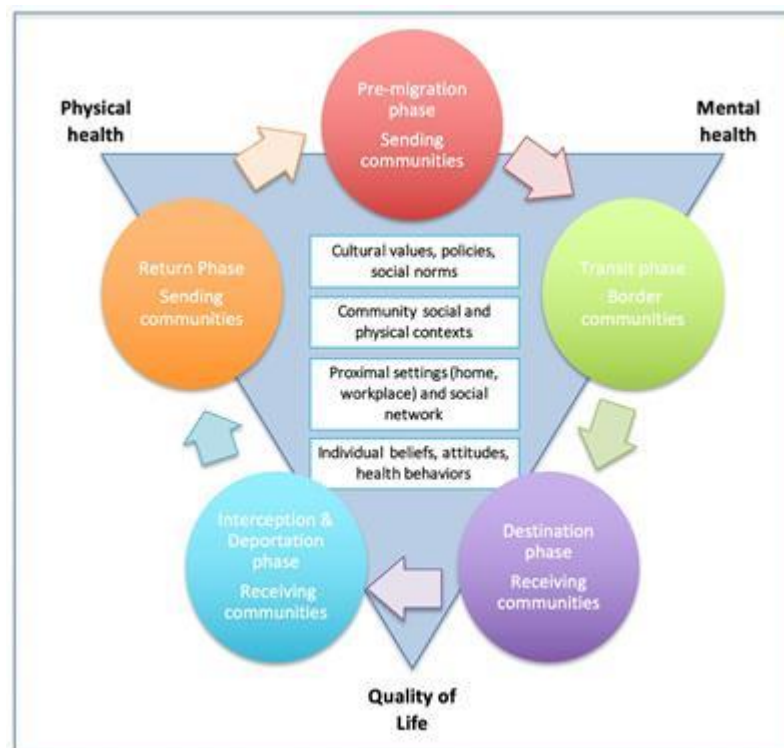 Physical
health
Pre-migration
phase
Sending
communities
Mental
health
Return Phase
Sending
communities
Cultural values, policies,
social norms
Community social and
physical contexts
Proximal settings (home,
workplace) and social
network
Individual beliefs, attitudes,
health behaviors
Transit phase
Border
communities
Interception &
Deportation
phase
Receiving
communities
Destination
phase
Receiving
communities
Quality of
Life